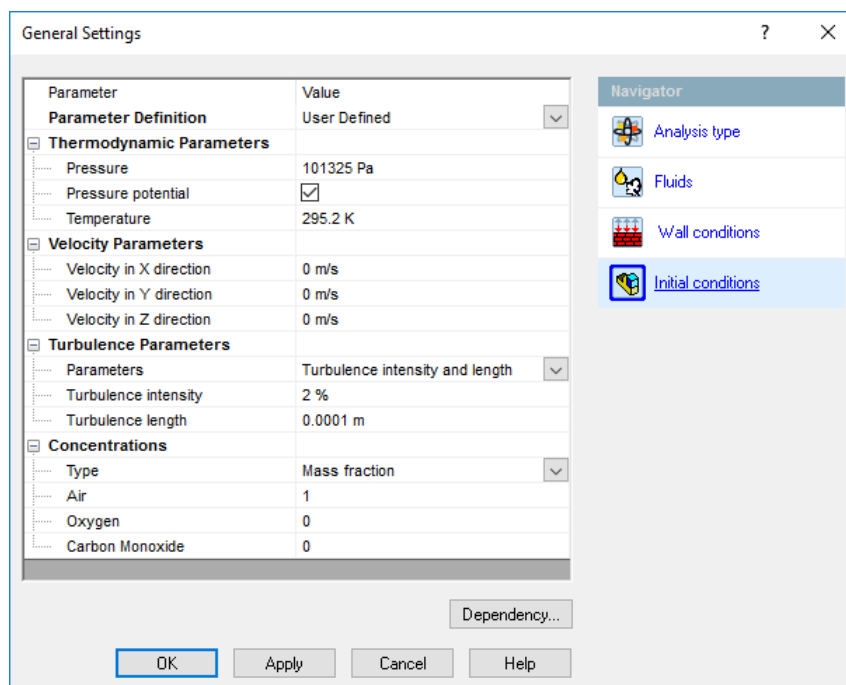 General Settings ?
Parameter Value
Parameter Definition User Defined
Thermodynamic Parameters
Pressure 101325 Pa
Pressure potential
Temperature 295.2 K
Velocity Parameters
Velocity in X direction 0 m/s
Velocity in Y direction 0 m/s
Velocity in Z direction 0 m/s
Turbulence Parameters
Parameters Turbulence intensity and length
Turbulence intensity 2 %
Turbulence length 0.0001 m
Concentrations
Type Mass fraction
Air 1
Oxygen 0
Carbon Monoxide 0
Navigator
Analysis type
Fluids
Wall conditions
Initial conditions
Dependency...
OK Apply Cancel Help